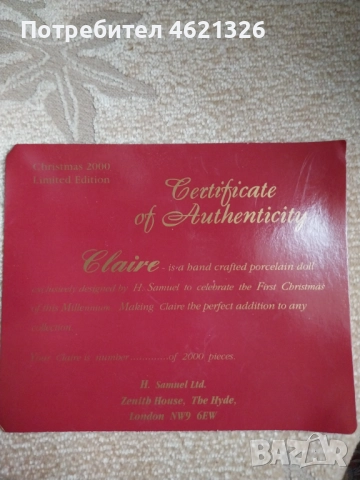 Потребител 4621326
Christmas 2000
Limited Edition
Certificate
of Authenticity
Claire - is a hand crafted porcelain doll
designed by H. Samuel to celebrate the First Christmas
of this Millennium. Making Claire the perfect addition to any
collection.
Claire is number............of 2000 pieces.
H. Samuel Ltd.
Zenith House, The Hyde,
London NW9 6EW
BAZAR